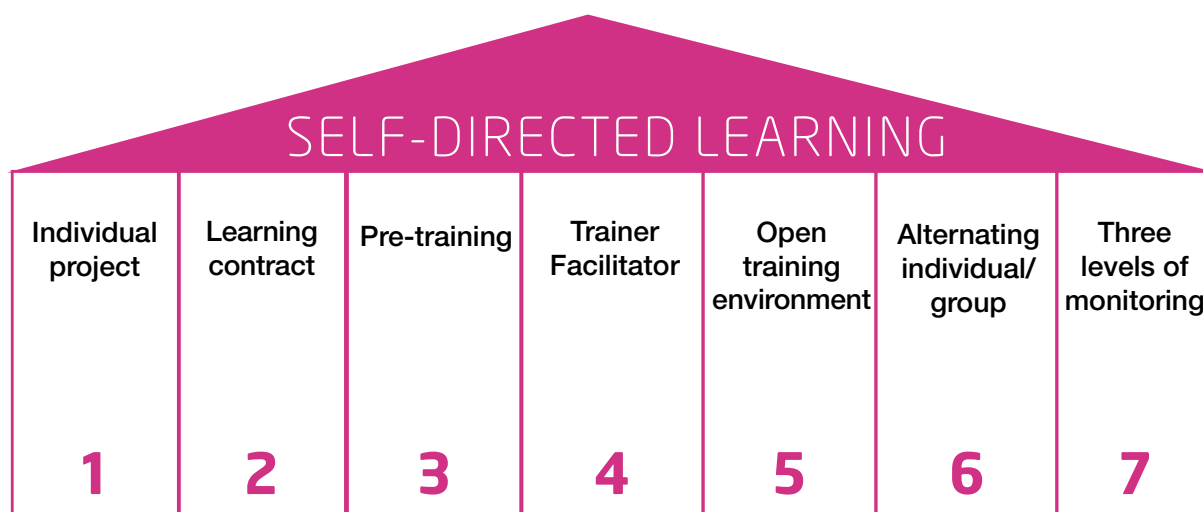 SELF-DIRECTED LEARNING
Individual
project
1
Learning
contract
2
Pre-training
3
Trainer
Facilitator
4
Open
training
environment
5
Alternating
individual/
group
6
Three
levels of
monitoring
7